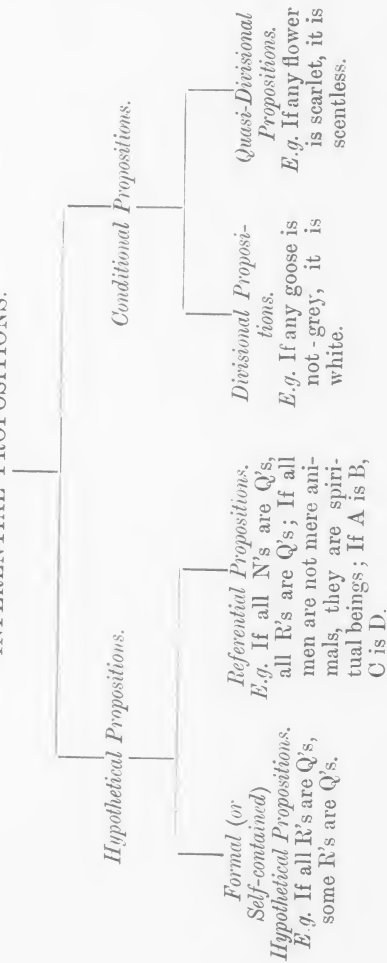 INFERENTIAL PROPOSITIONS.
Hypothetical Propositions.
Conditional Propositions.
Formal (or
Self-contained)
Hypothetical Propositions.
E.g. If all R's are Q's,
some R's are Q's.
Referential Propositions.
E.g. If all N's are Q's,
all R's are Q's; If all
men are not mere ani-
mals, they are spiri-
tual beings; If A is B,
C is D.
Divisional Proposi-
tions.
E.g. If any goose is
not-grey, it is
white.
Quasi-Divisional
Propositions.
E.g. If any flower
is scarlet, it is
scentless.